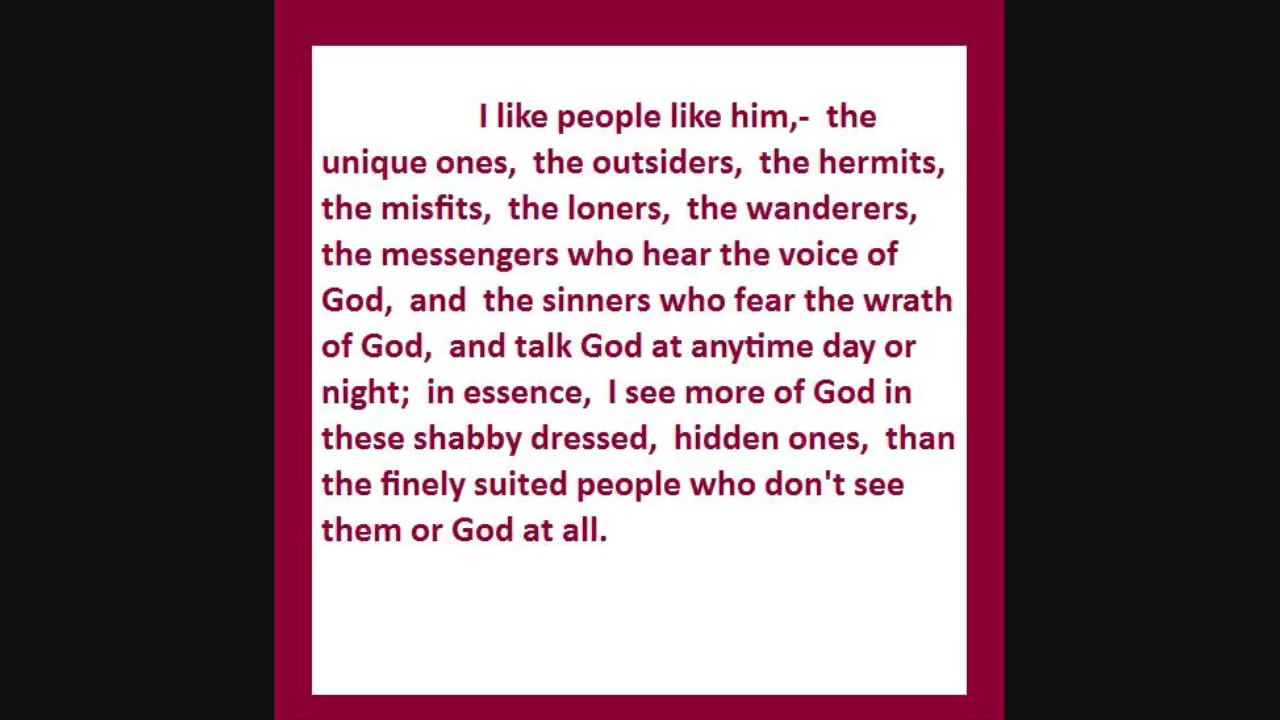 I like people like him,-  the
unique ones,  the outsiders,  the hermits,
the misfits,  the loners,  the wanderers,
the messengers who hear the voice of
God,  and  the sinners who fear the wrath
of God,  and talk God at anytime day or
night;  in essence,  I see more of God in
these shabby dressed,  hidden ones,  than
the finely suited people who don't see
them or God at all.